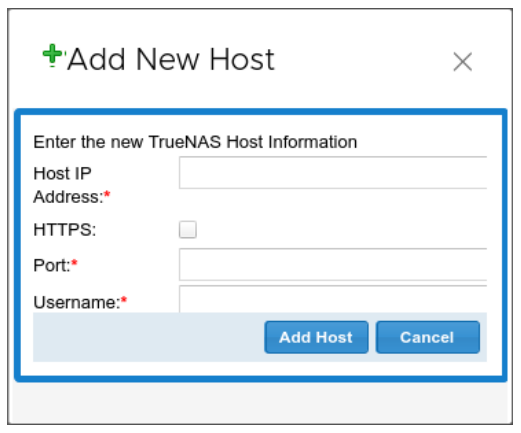 Add New Host
Enter the new TrueNAS Host Information
Host IP
Address:*
HTTPS:
Port:*
Username:*
Add Host Cancel